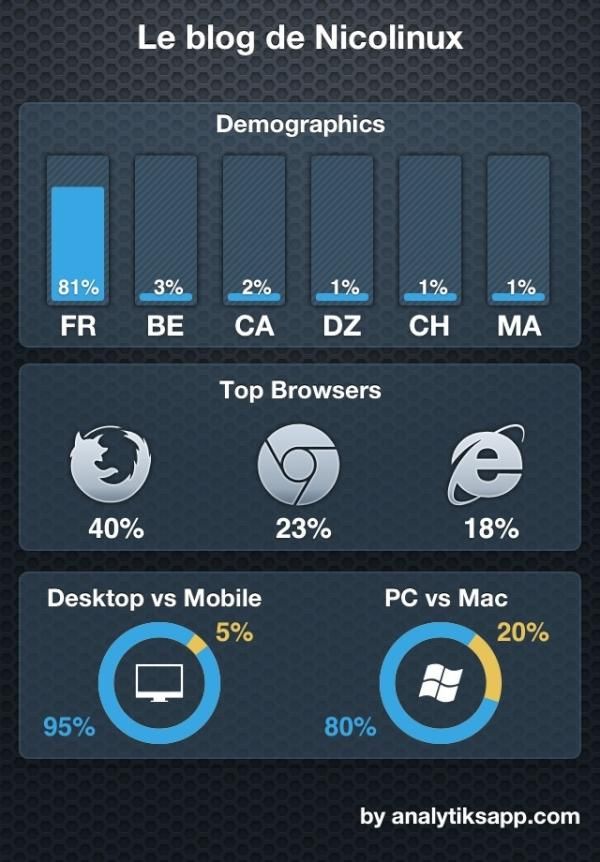 Le blog de Nicolinux
Demographics
81% 3% 2% 1% 1% 1%
FR BE CA DZ CH MA
Top Browsers
40% 23% 18%
Desktop vs Mobile
5%
95%
PC vs Mac
20%
80%
by analytiksapp.com